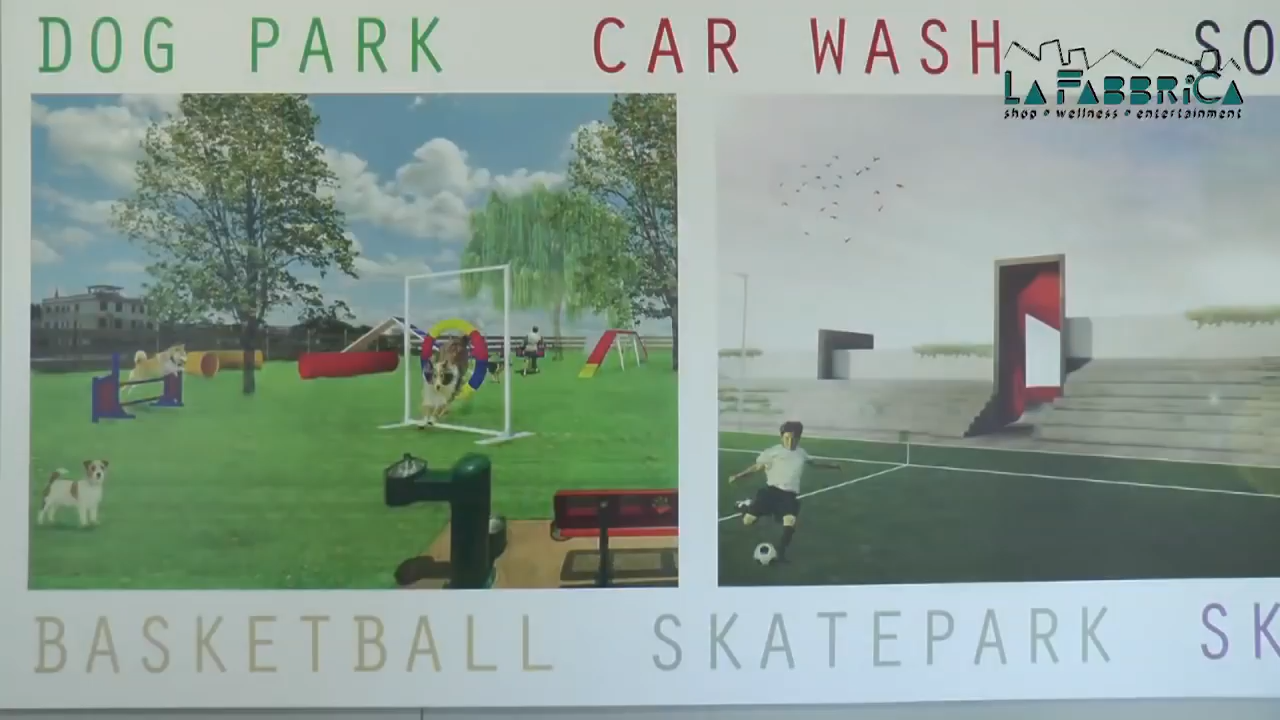 DOG PARK CAR WASH SO
LA FABBRICA
shop • wellness • entertainment
BASKETBALL SKATEPARK SK